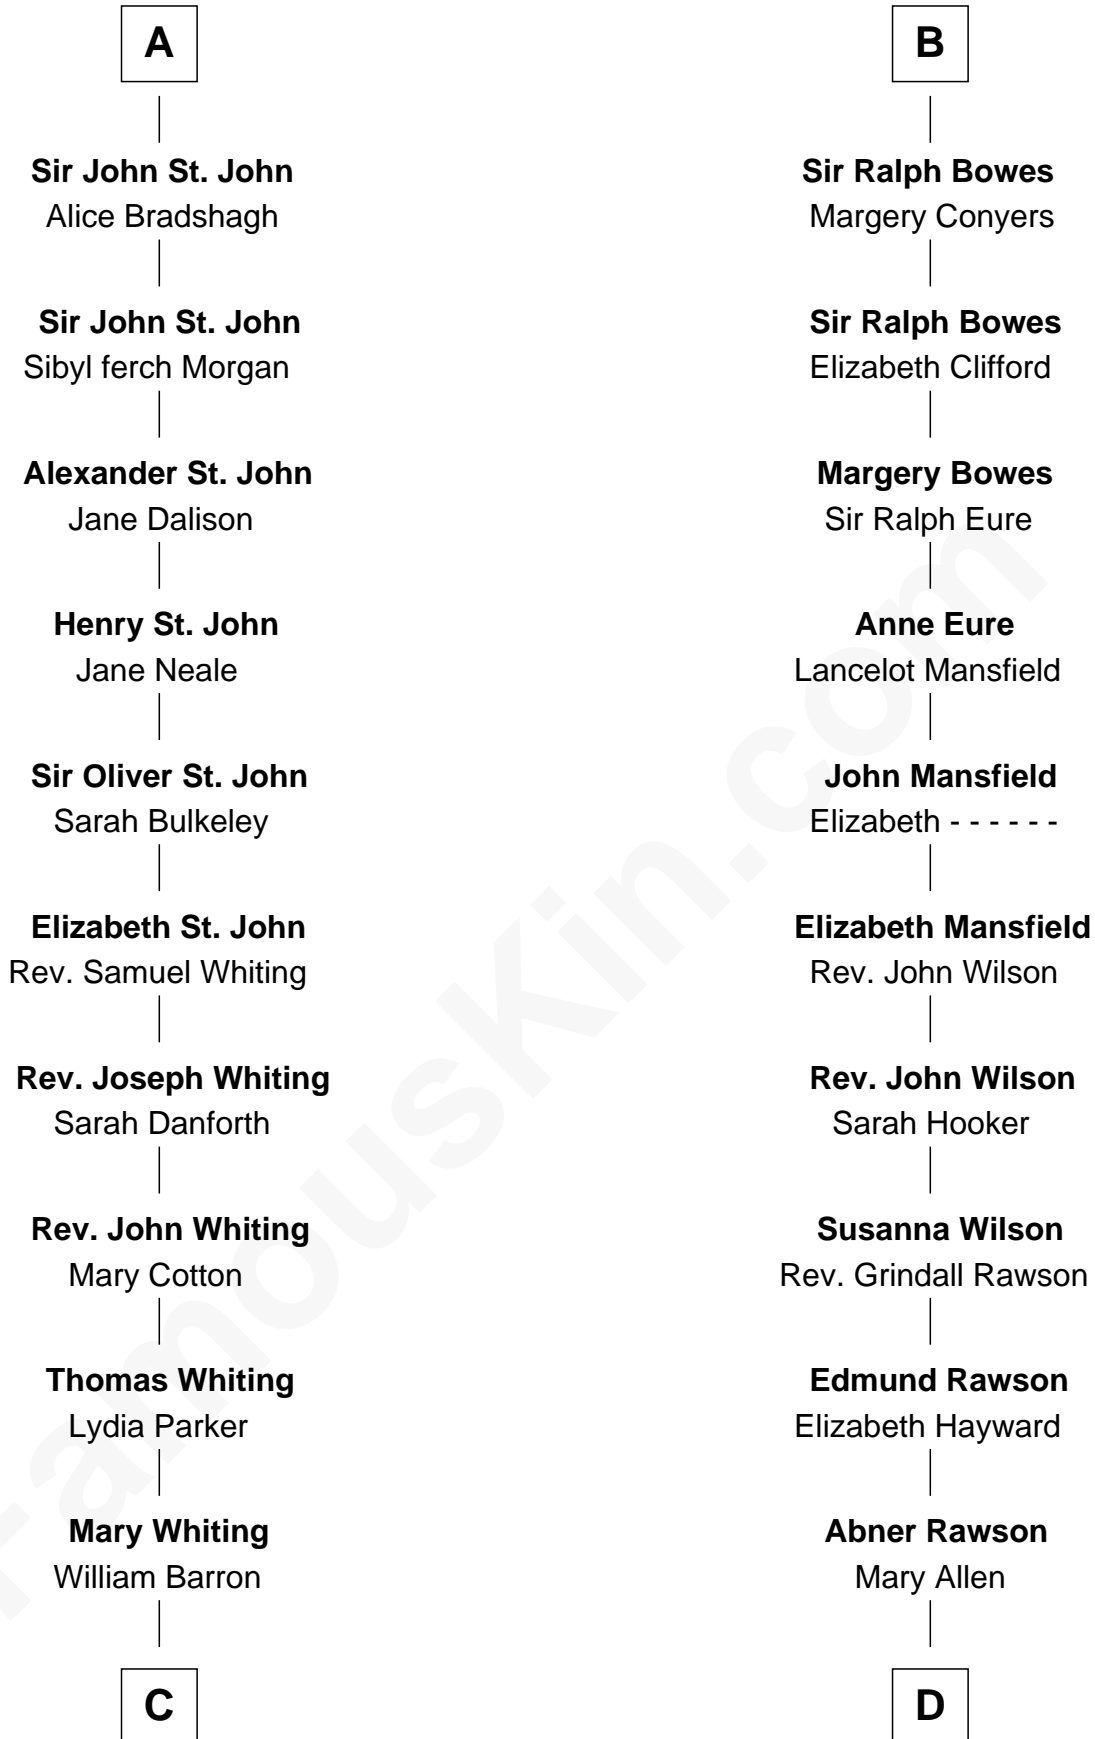 A
Sir John St. John
Alice Bradshagh
Sir John St. John
Sibyl ferch Morgan
Alexander St. John
Jane Dalison
Henry St. John
Jane Neale
Sir Oliver St. John
Sarah Bulkeley
Elizabeth St. John
Rev. Samuel Whiting
Rev. Joseph Whiting
Sarah Danforth
Rev. John Whiting
Mary Cotton
Thomas Whiting
Lydia Parker
Mary Whiting
William Barron
C
B
Sir Ralph Bowes
Margery Conyers
Sir Ralph Bowes
Elizabeth Clifford
Margery Bowes
Sir Ralph Eure
Anne Eure
Lancelot Mansfield
John Mansfield
Elizabeth - - - - - -
Elizabeth Mansfield
Rev. John Wilson
Rev. John Wilson
Sarah Hooker
Susanna Wilson
Rev. Grindall Rawson
Edmund Rawson
Elizabeth Hayward
Abner Rawson
Mary Allen
D
FamousKin.com